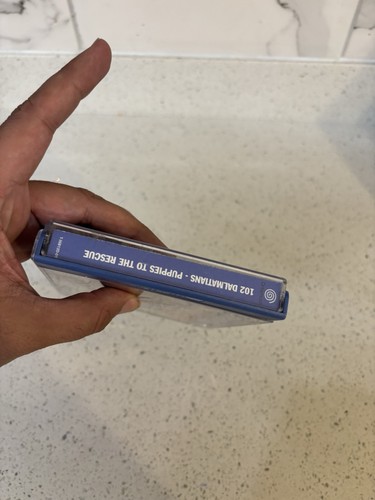 102 DALMATIANS - PUPPIES TO THE RESCUE